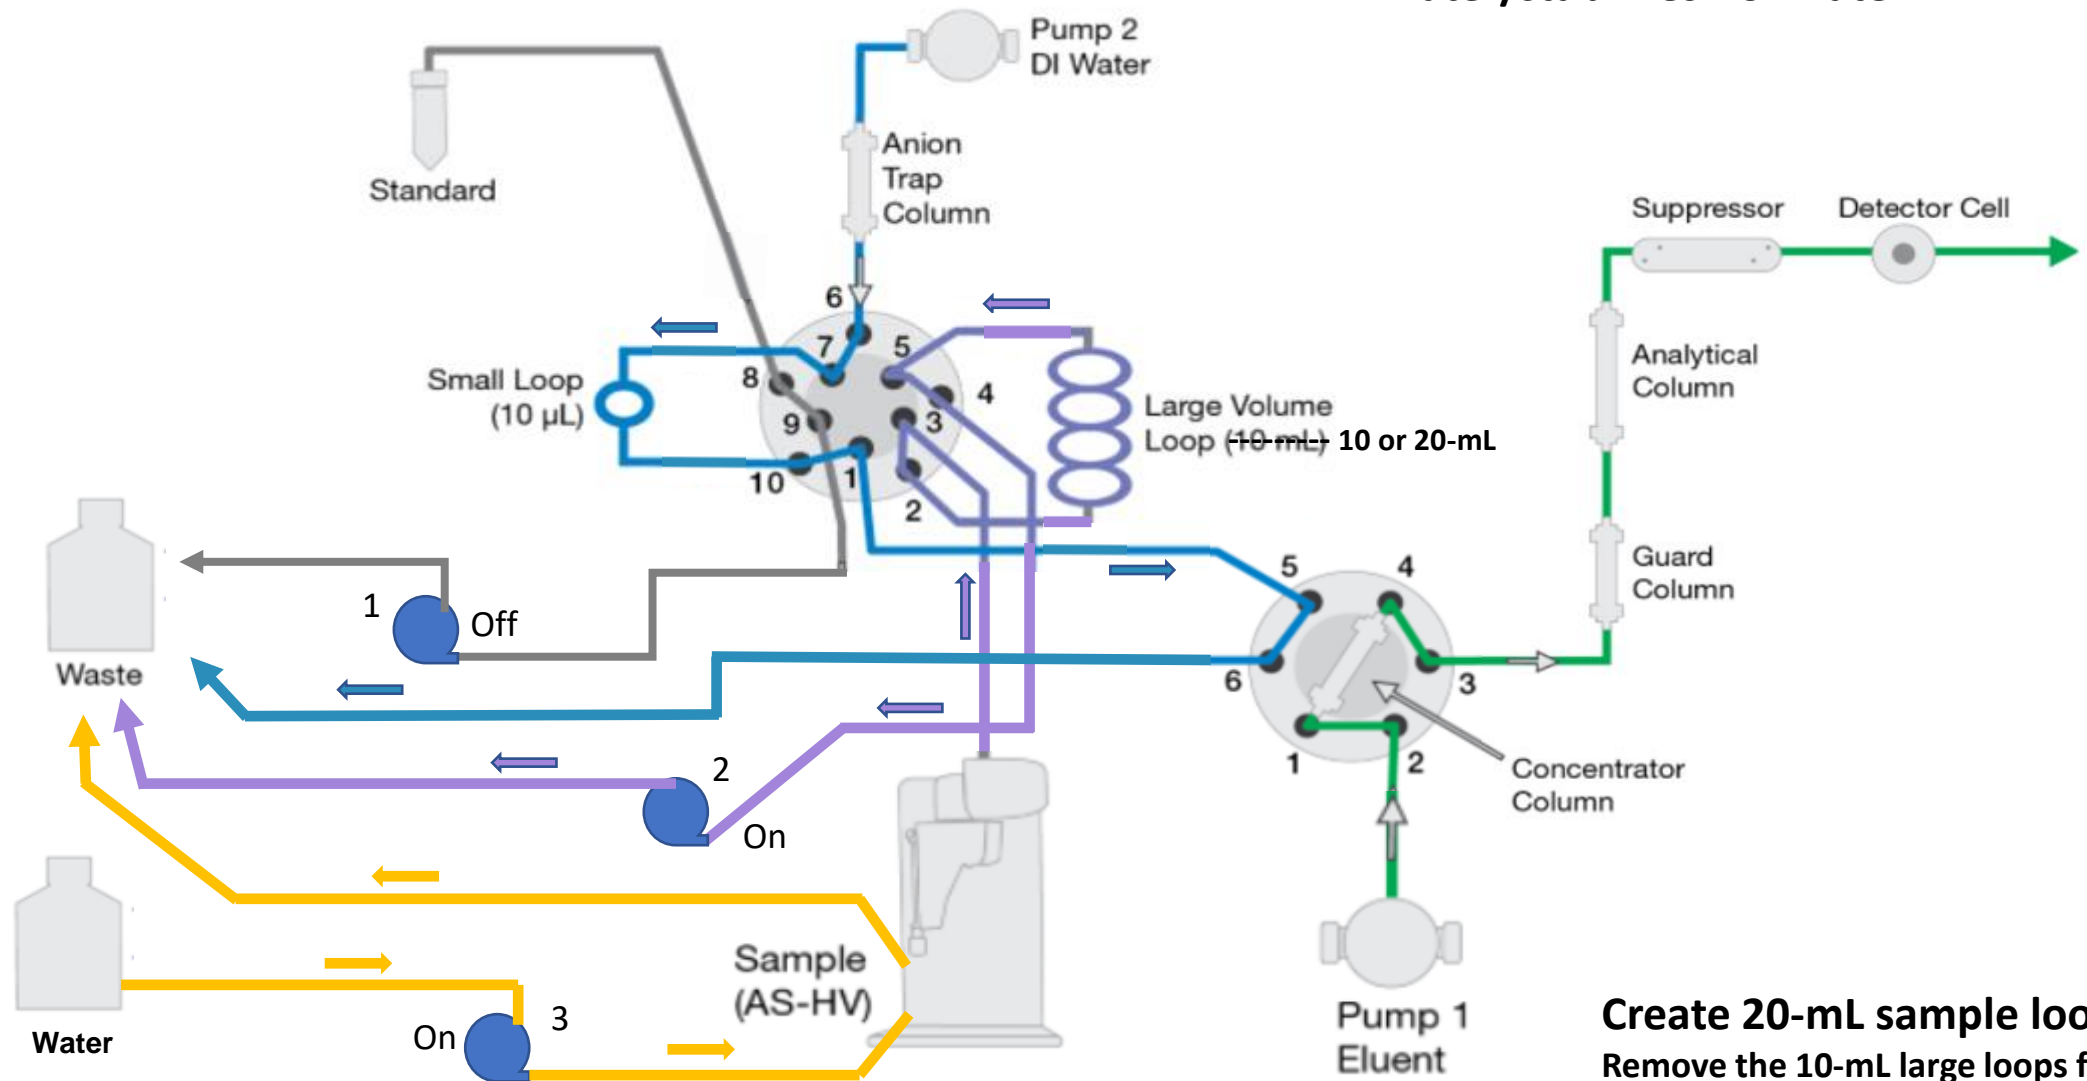 Pump 2
DI Water
Anion
Trap
Column
Standard
Suppressor
Detector Cell
6
7
5
8
4
Small Loop
(10 µL)
9
3
Large Volume
Loop (10 mL) 10 or 20-mL
10
1
2
Analytical
Column
5
4
Guard
Column
1
Off
Waste
6
3
1
2
Concentrator
Column
2
On
Sample
(AS-HV)
On
3
Water
Pump 1
Eluent
Create 20-mL sample loo
Remove the 10-mL large loops f